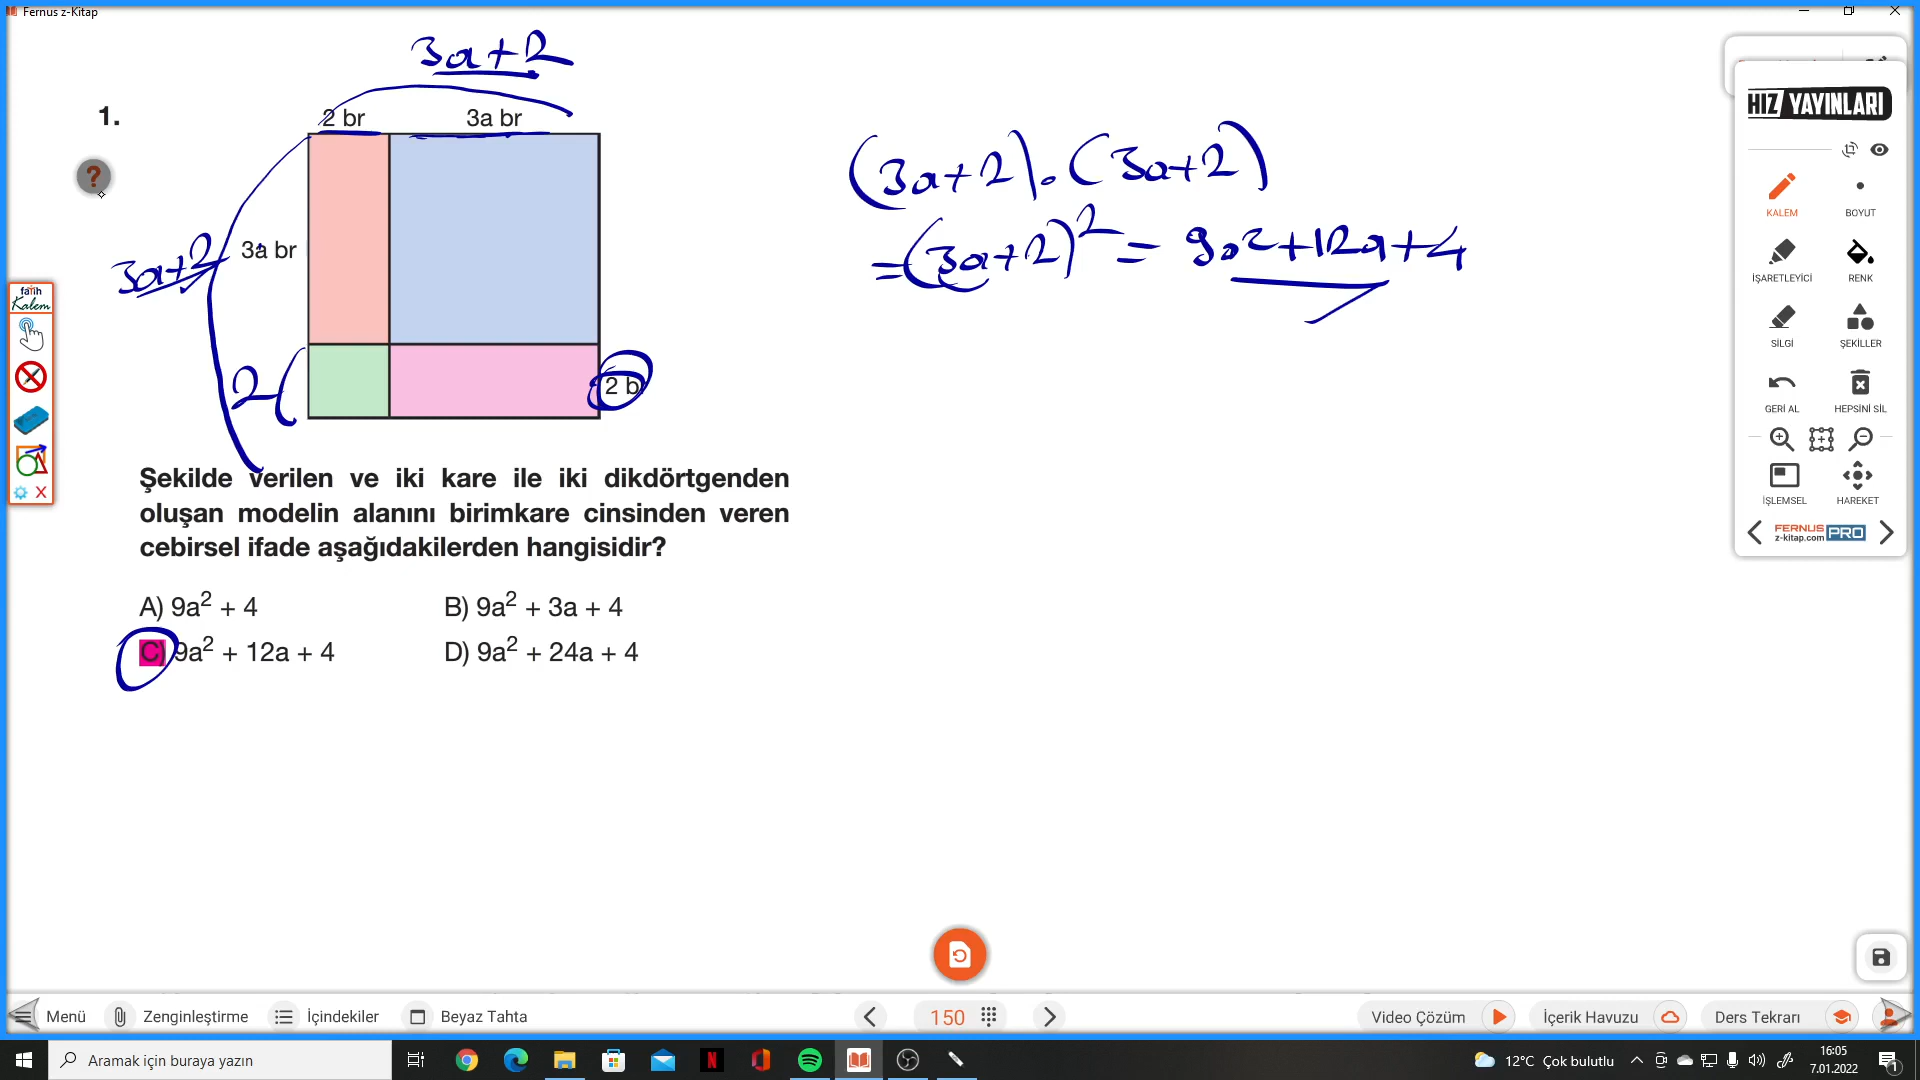 Fernus z-Kitap
3a+2
1.
2 br
3a br
3a+2
3a br
2
2 b
(3a+2).(3a+2)
=(3a+2)² = 9a²+12a+4
Şekilde verilen ve iki kare ile iki dikdörtgenden
oluşan modelin alanını birimkare cinsinden veren
cebirsel ifade aşağıdakilerden hangisidir?
A) 9a² + 4
B) 9a² + 3a + 4
C) 9a² + 12a + 4
D) 9a² + 24a + 4
fatih
Kalem
X
HIZ YAYINLARI
KALEM
BOYUT
İŞARETLEYİCİ
RENK
SİLGİ
ŞEKİLLER
GERİ AL
HEPSİNİ SİL
İŞLEMSEL
HAREKET
FERNUS
z-kitap.com
PRO
Menü
Zenginleştirme
İçindekiler
Beyaz Tahta
150
Video Çözüm
İçerik Havuzu
Ders Tekrarı
Aramak için buraya yazın
12°C Çok bulutlu
16:05
7.01.2022
1